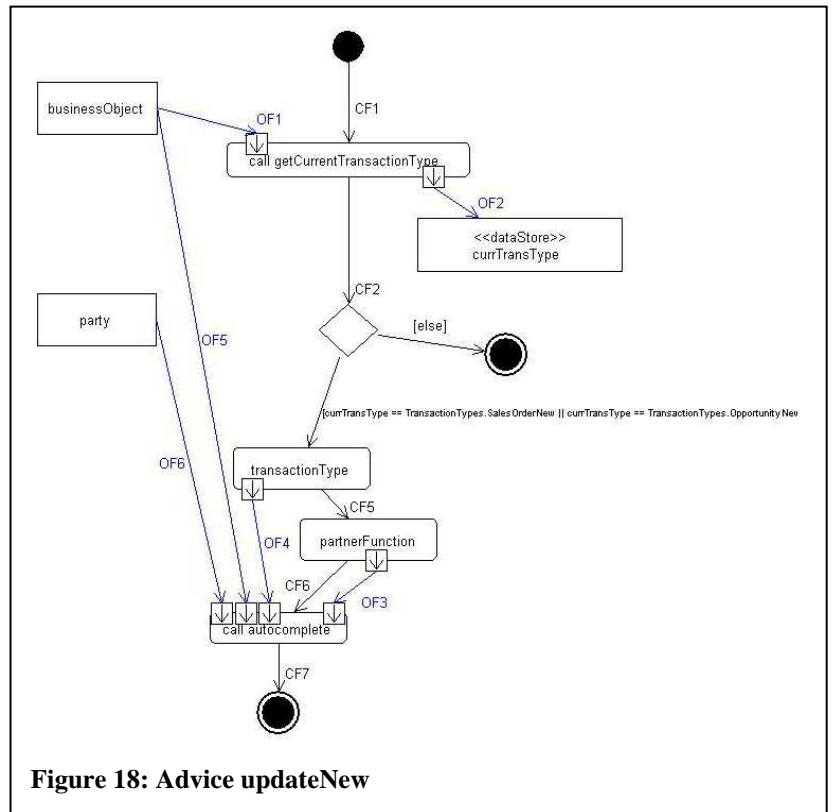 businessObject
OF1
CF1
call getCurrentTransactionType
OF2
<<dataStore>>
currTransType
CF2
party
OF5
[else]
[currTransType == TransactionTypes.SalesOrderNew || currTransType == TransactionTypes.OpportunityNew
OF6
transactionType
CF5
OF4
partnerFunction
CF6
OF3
call autocomplete
CF7
Figure 18: Advice updateNew